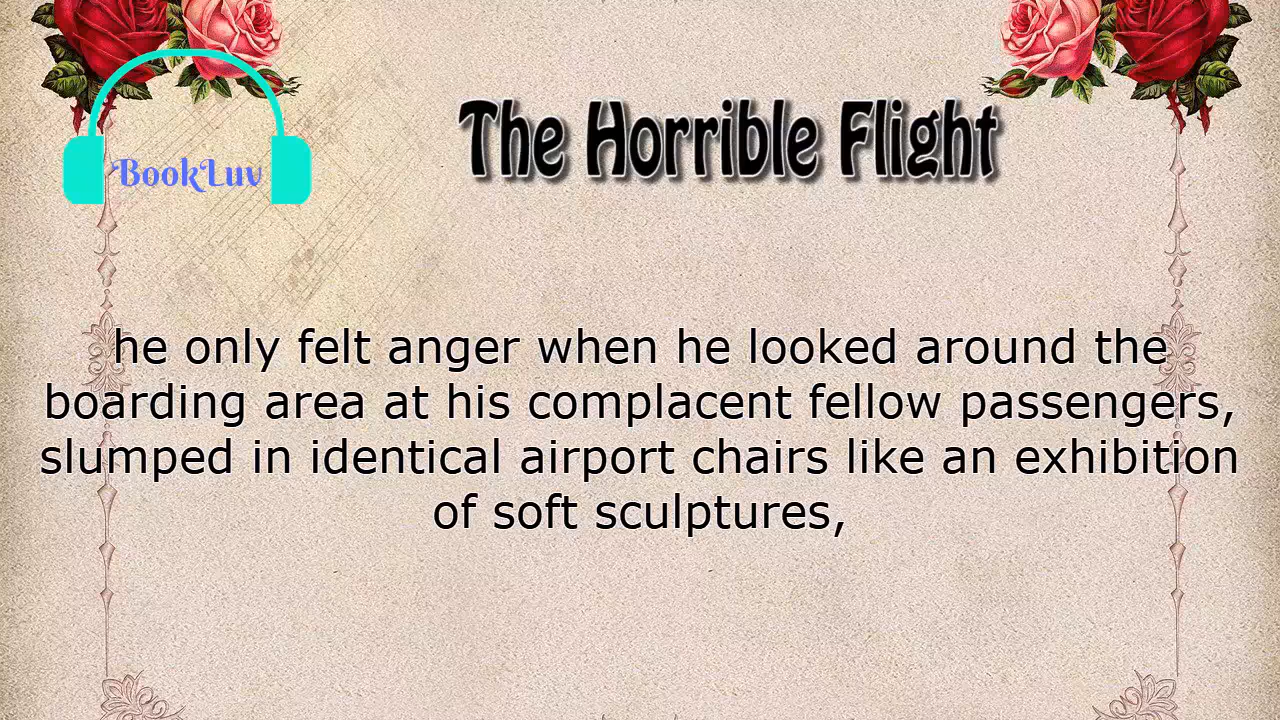 The Horrible Flight
BookLuv
he only felt anger when he looked around the
boarding area at his complacent fellow passengers,
slumped in identical airport chairs like an exhibition
of soft sculptures,